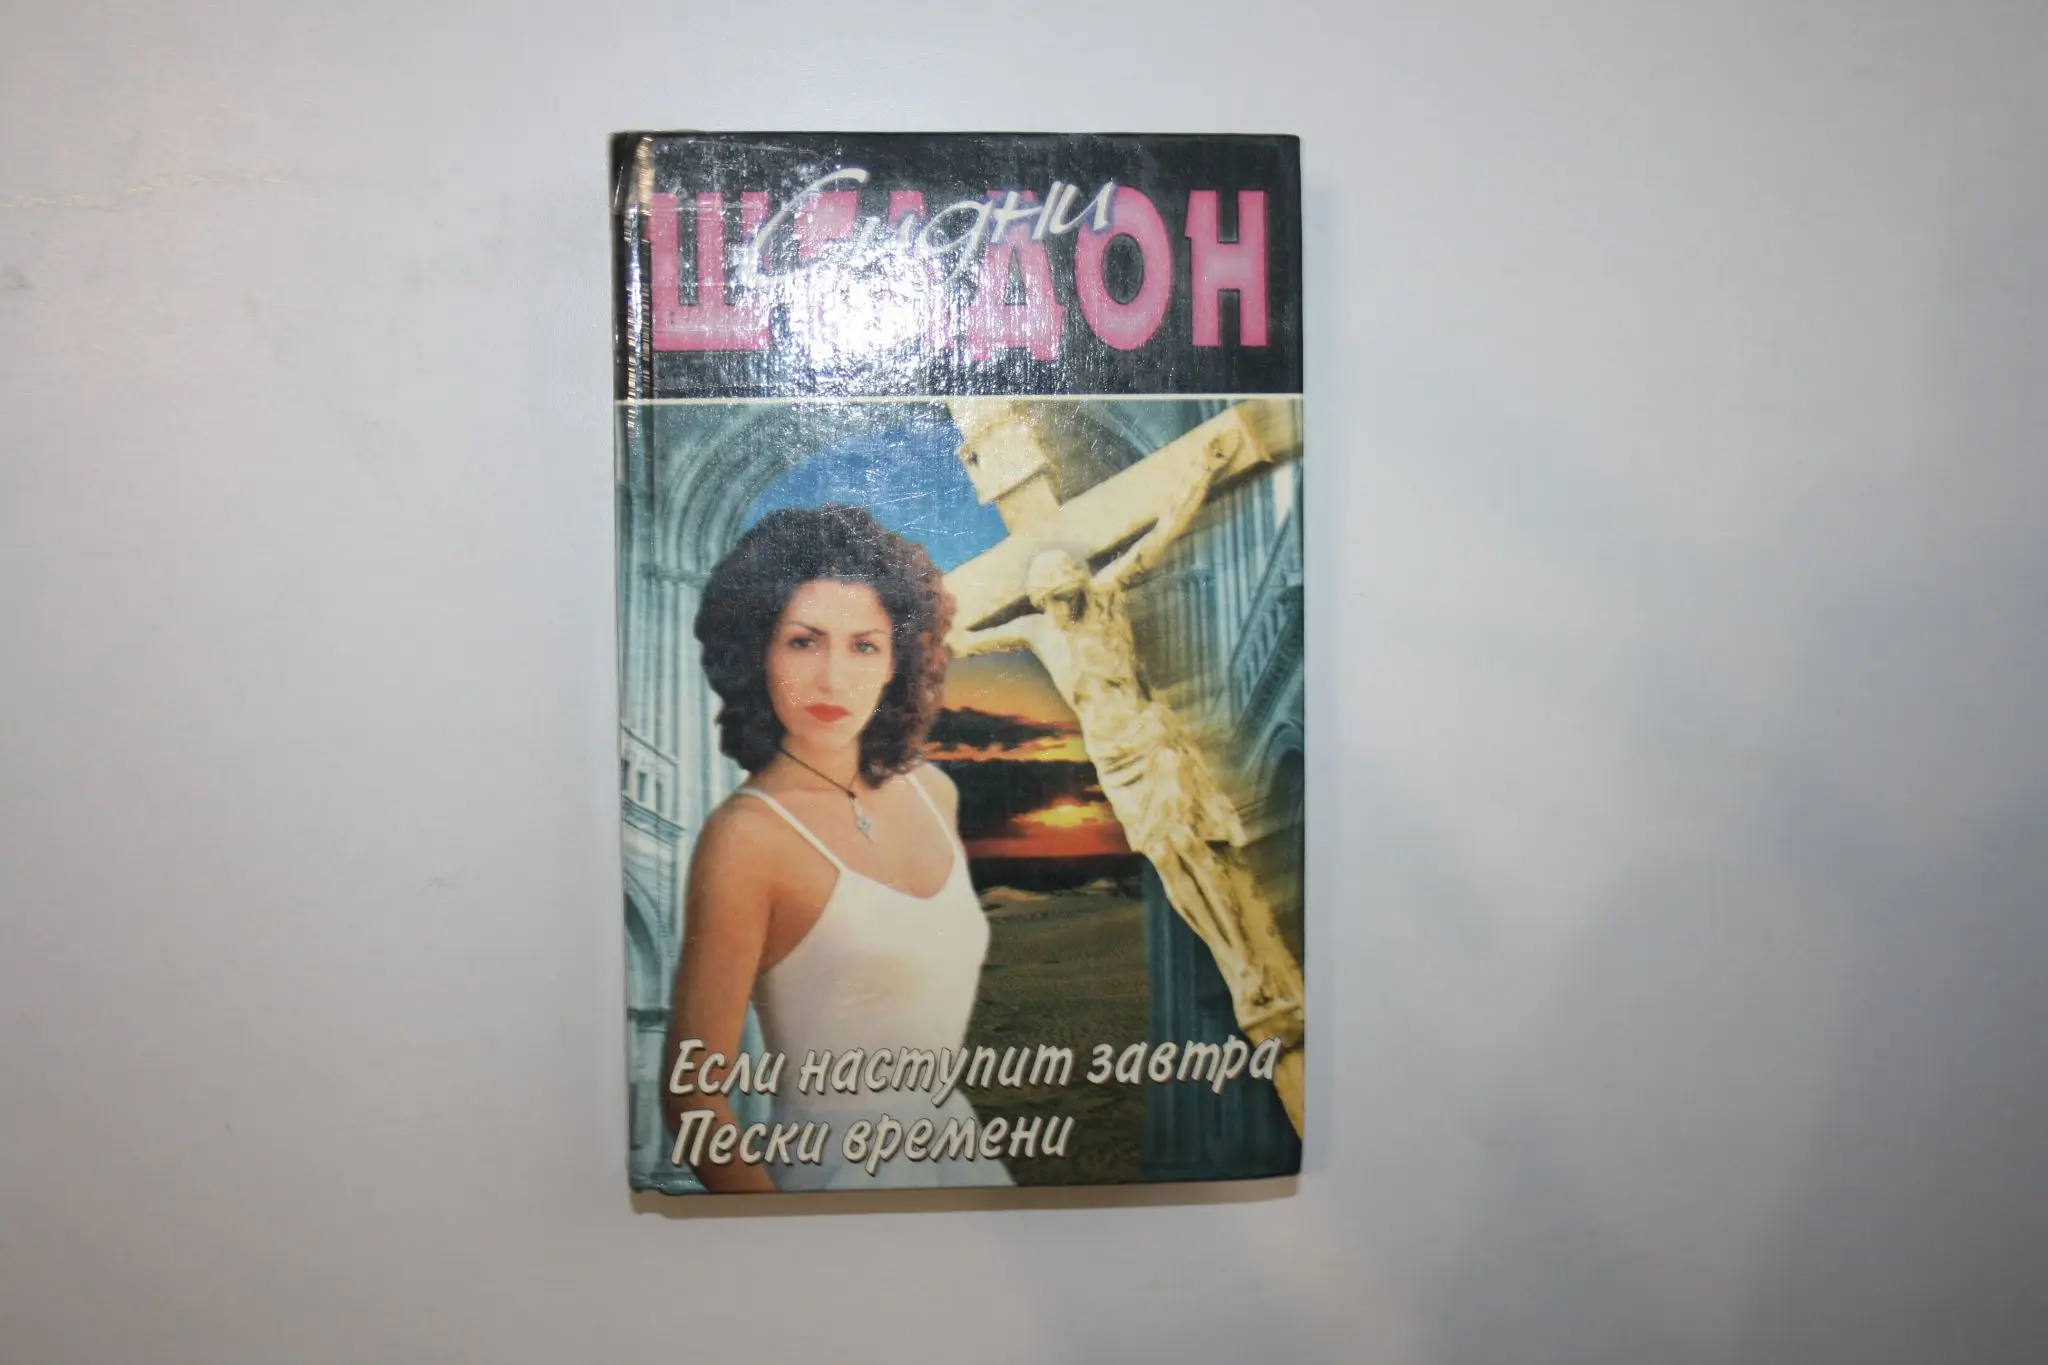 Сидни
ШЕЛДОН
Если наступит завтра
Пески времени